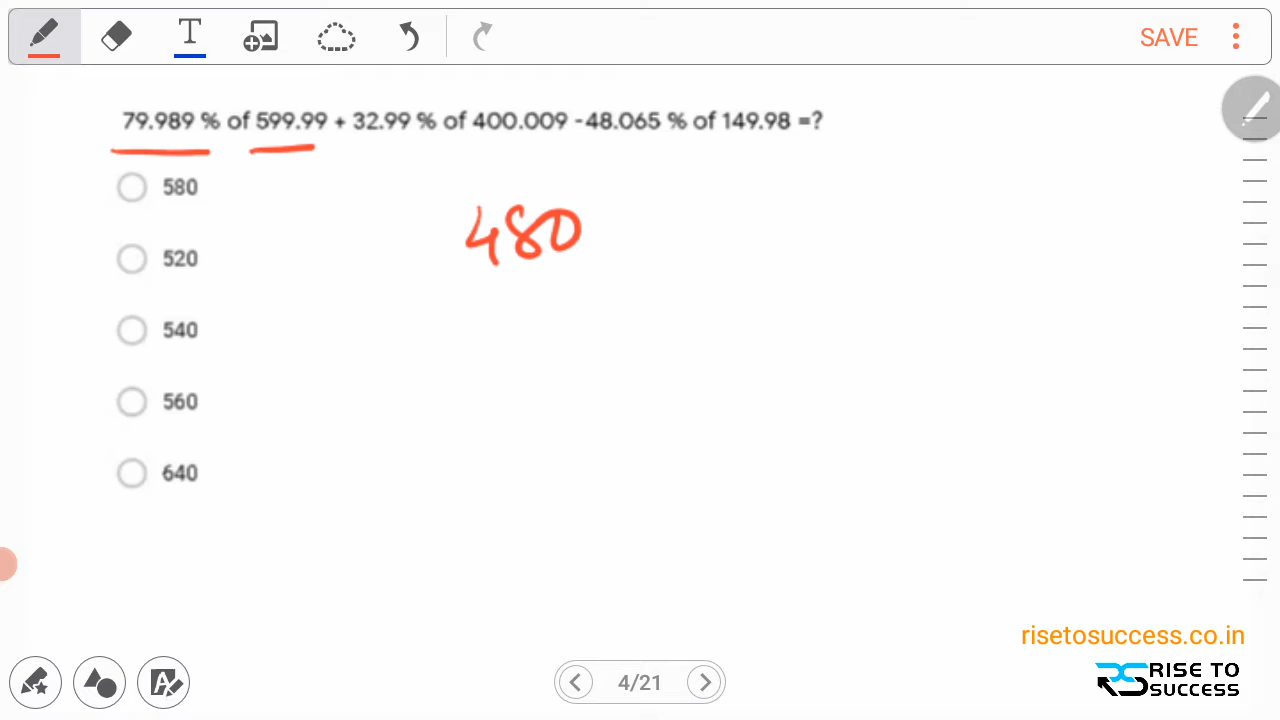 T
SAVE
79.989 % of 599.99 + 32.99 % of 400.009 -48.065 % of 149.98 =?
580
480
520
540
560
640
risetosuccess.co.in
4/21
RISE TO
SUCCESS